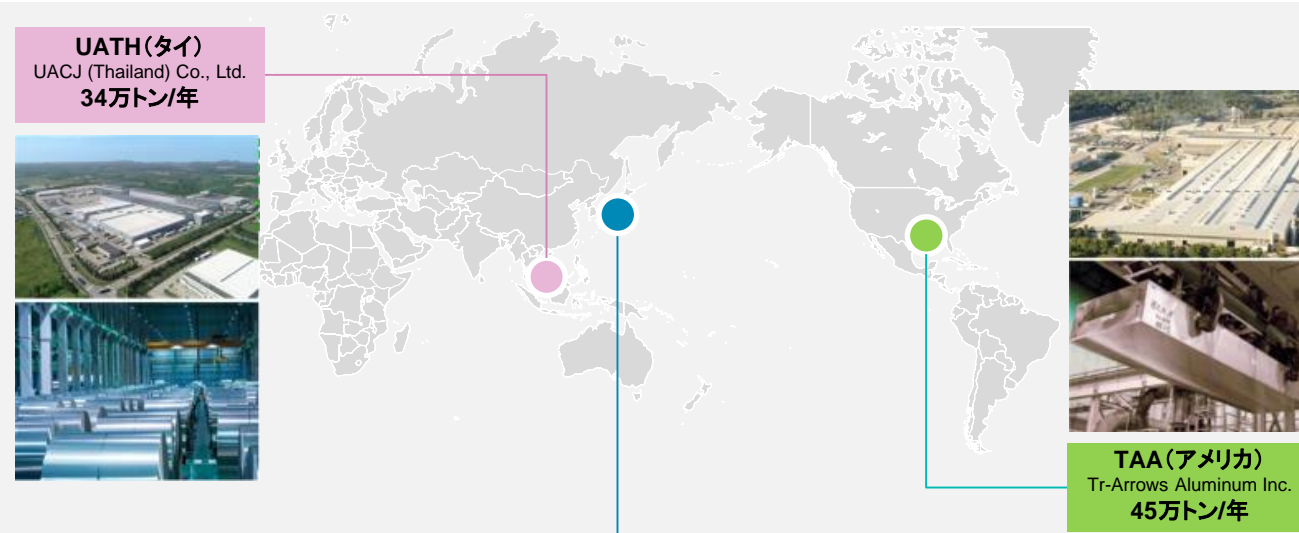 UATH（タイ）
UACJ (Thailand) Co., Ltd.
34万トン/年
TAA（アメリカ）
Tr-Arrows Aluminum Inc.
45万トン/年